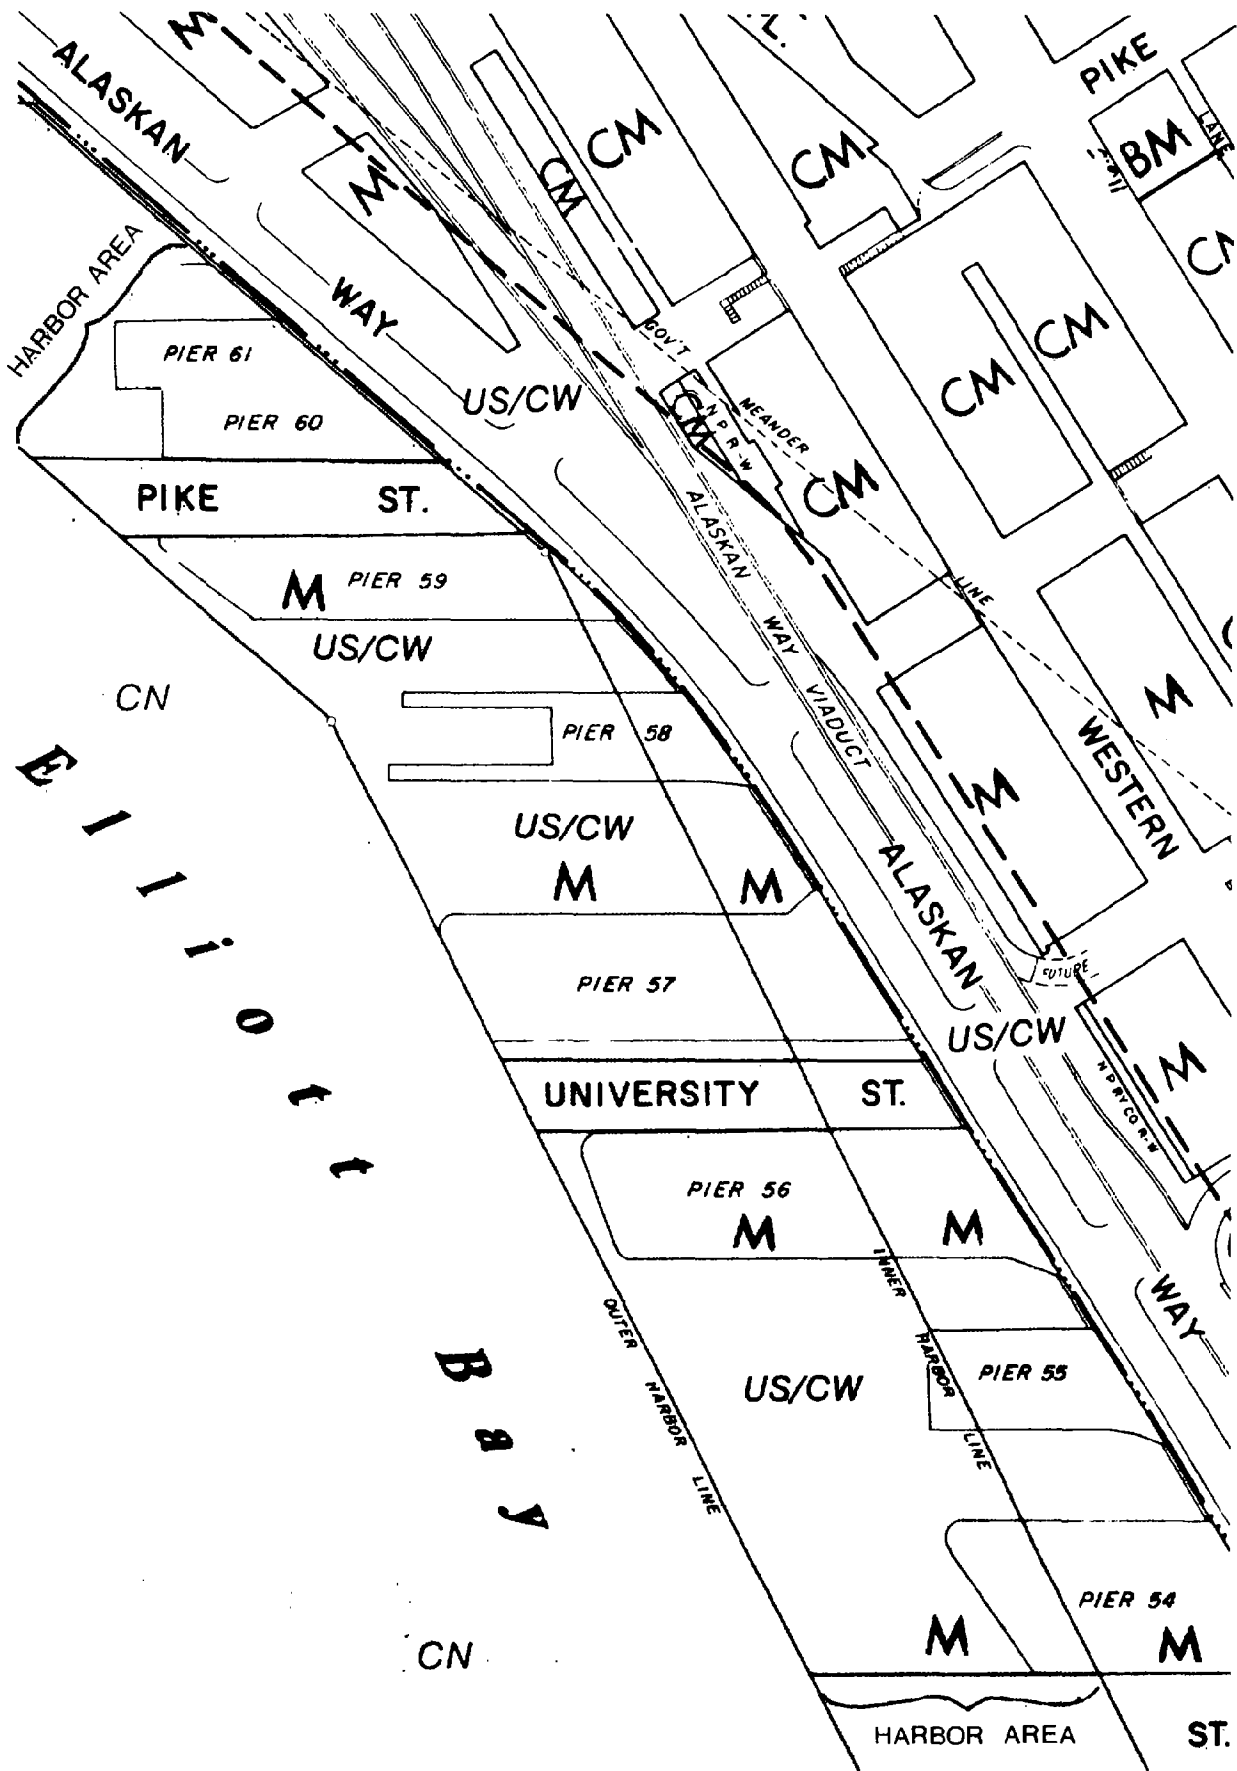 M
ALASKAN
PIKE
CM
CM
CM
BM
LANE
M
CM
HARBOR AREA
WAY
GOV'T
CM
CM
PIER 61
US/CW
CM
N P R-W
MEANDER
PIER 60
CM
PIKE ST.
ALASKAN
M
PIER 59
LINE
WAY
US/CW
CN
VIADUCT
M
PIER 58
WESTERN
M
US/CW
M
M
ALASKAN
FUTURE
PIER 57
US/CW
M
N P RY CO R-W
UNIVERSITY ST.
Elliott Bay
PIER 56
M
M
INNER HARBOR LINE
OUTER HARBOR LINE
WAY
PIER 55
US/CW
PIER 54
M
M
CN
HARBOR AREA
ST.